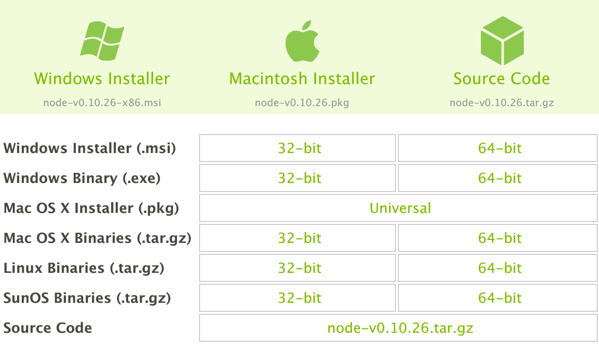 Windows Installer Macintosh Installer Source Code
node-v0.10.26-x86.msi node-v0.10.26.pkg node-v0.10.26.tar.gz
Windows Installer (.msi) 32-bit 64-bit
Windows Binary (.exe) 32-bit 64-bit
Mac OS X Installer (.pkg) Universal
Mac OS X Binaries (.tar.gz) 32-bit 64-bit
Linux Binaries (.tar.gz) 32-bit 64-bit
SunOS Binaries (.tar.gz) 32-bit 64-bit
Source Code node-v0.10.26.tar.gz